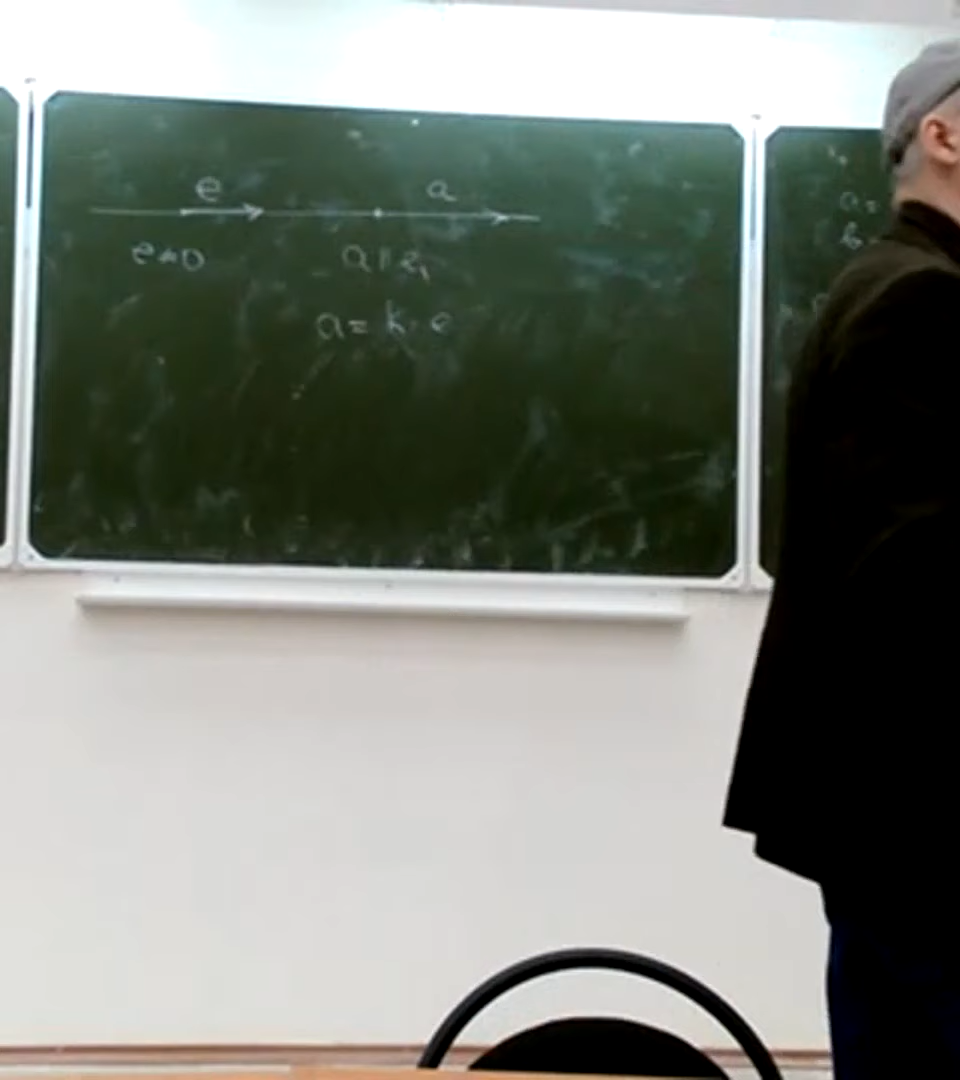 e a
e≠0 a∥e,
a = k · e
a=
b=